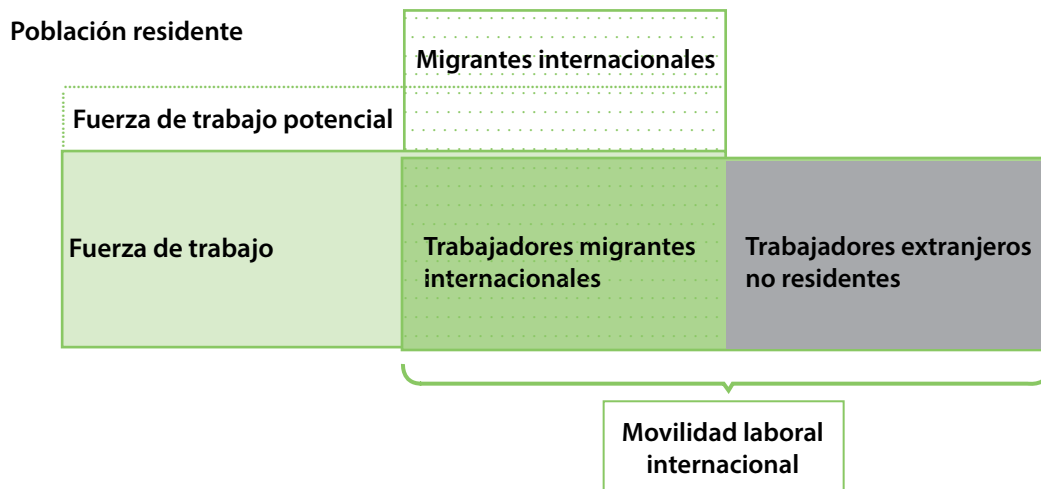 Población residente
Migrantes internacionales
Fuerza de trabajo potencial
Fuerza de trabajo
Trabajadores migrantes
internacionales
Trabajadores extranjeros
no residentes
Movilidad laboral
internacional